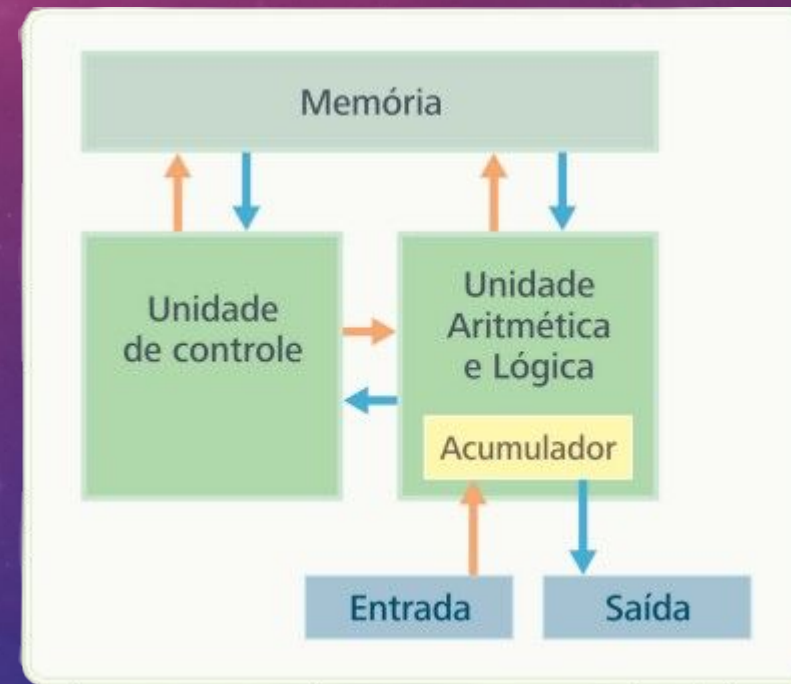 Memória
Unidade
de controle
Unidade
Aritmética
e Lógica
Acumulador
Entrada
Saída